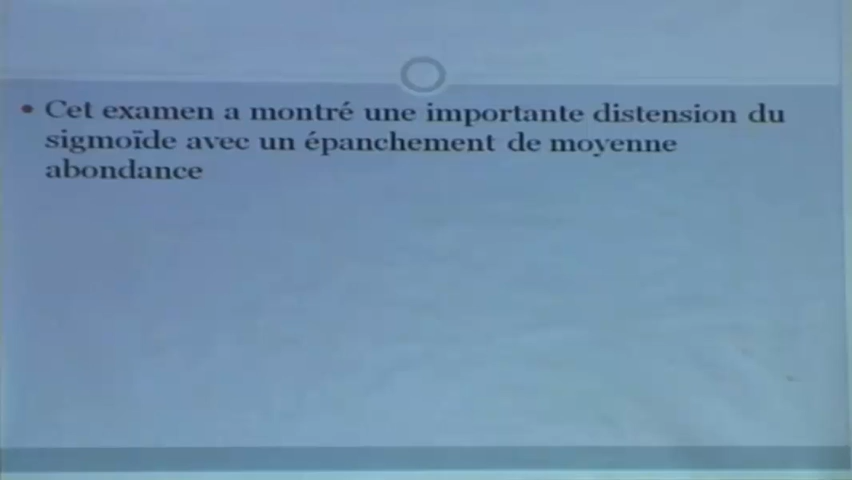 • Cet examen a montré une importante distension du
sigmoïde avec un épanchement de moyenne
abondance